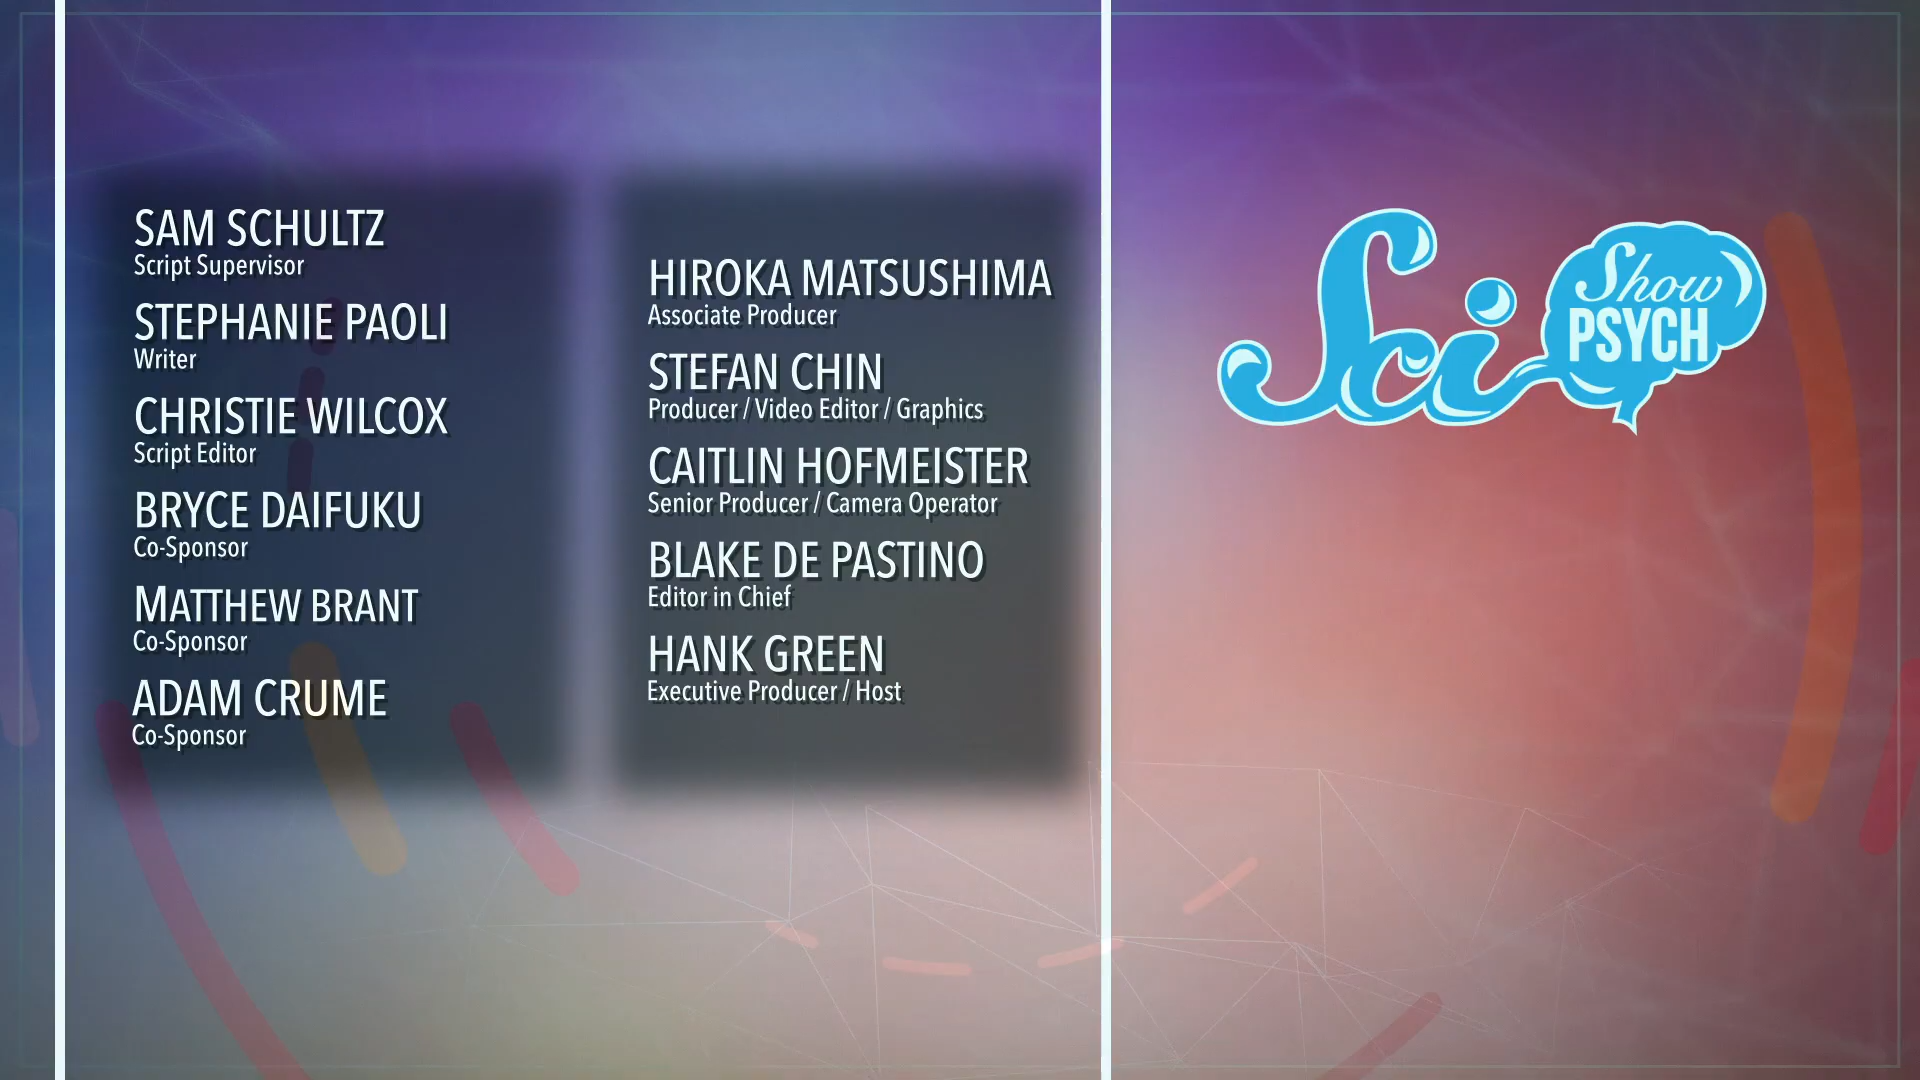 SAM SCHULTZ
Script Supervisor
STEPHANIE PAOLI
Writer
CHRISTIE WILCOX
Script Editor
BRYCE DAIFUKU
Co-Sponsor
MATTHEW BRANT
Co-Sponsor
ADAM CRUME
Co-Sponsor
HIROKA MATSUSHIMA
Associate Producer
STEFAN CHIN
Producer / Video Editor / Graphics
CAITLIN HOFMEISTER
Senior Producer / Camera Operator
BLAKE DE PASTINO
Editor in Chief
HANK GREEN
Executive Producer / Host
Sci Show
PSYCH